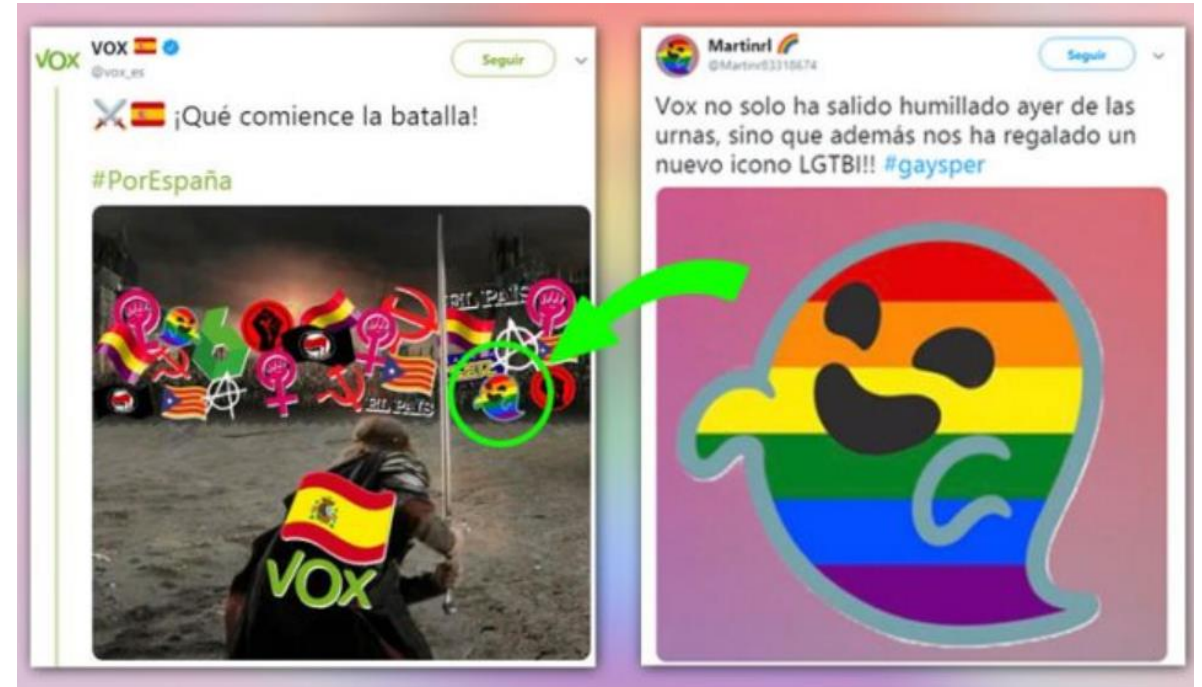 VOX
@vox_es
Seguir
¡Qué comience la batalla!
#PorEspaña
VOX
EL PAÍS
EL PAÍS
VOX
Martinrl
@Martinr83318674
Seguir
Vox no solo ha salido humillado ayer de las
urnas, sino que además nos ha regalado un
nuevo icono LGTBI!! #gaysper